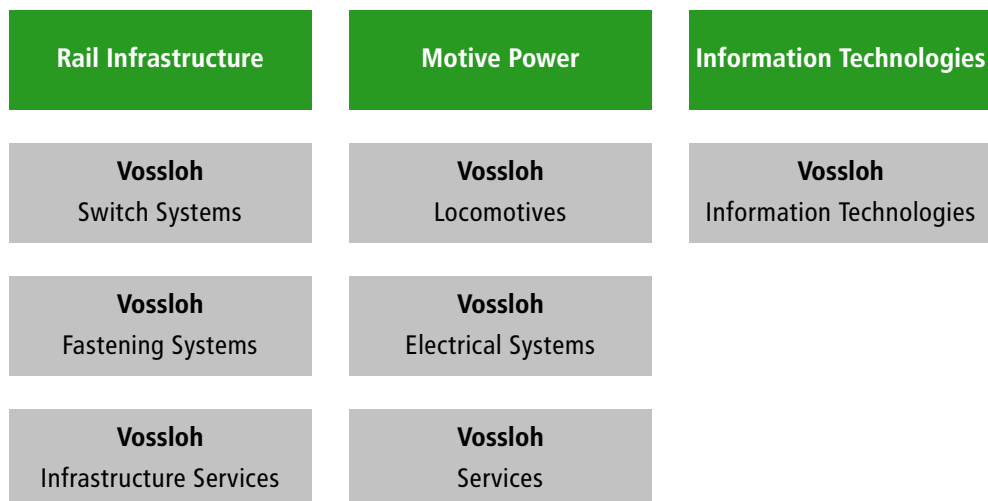 Rail Infrastructure
Motive Power
Information Technologies
Vossloh
Switch Systems
Vossloh
Locomotives
Vossloh
Information Technologies
Vossloh
Fastening Systems
Vossloh
Electrical Systems
Vossloh
Infrastructure Services
Vossloh
Services